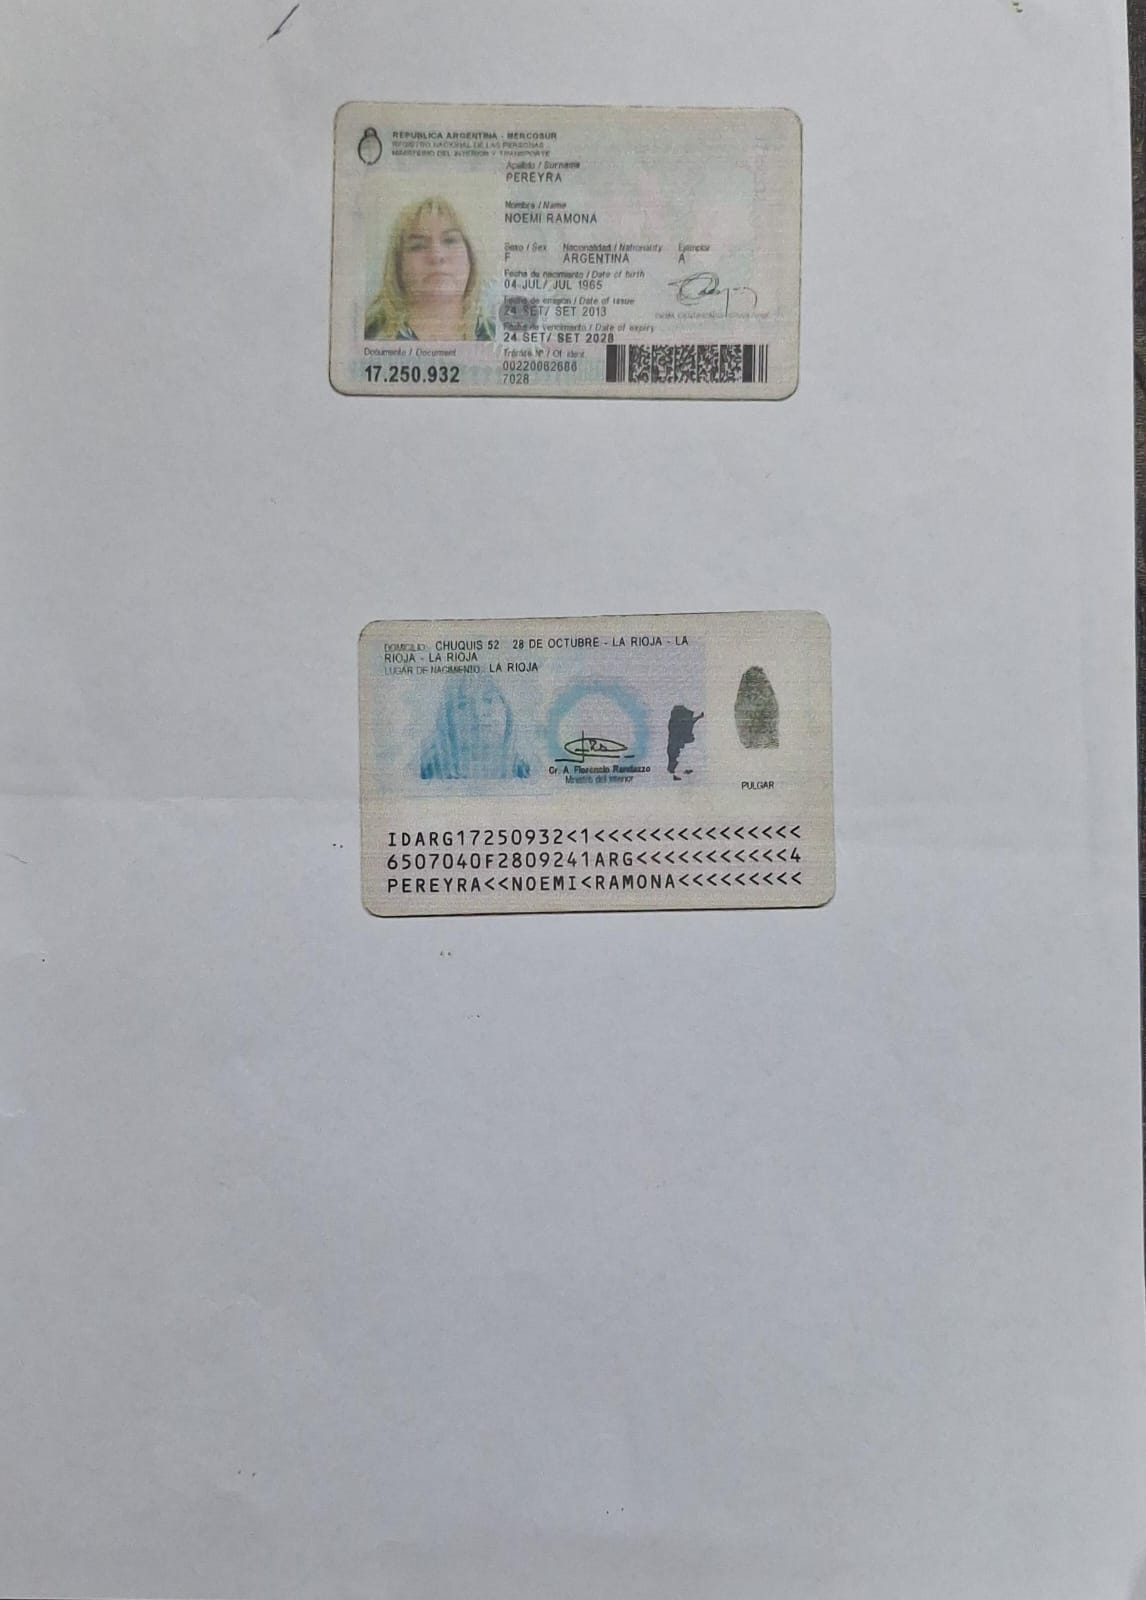 REPUBLICA ARGENTINA - MERCOSUR
REGISTRO NACIONAL DE LAS PERSONAS
MINISTERIO DEL INTERIOR Y TRANSPORTE
Apellido / Surname
PEREYRA
Nombre / Name
NOEMI RAMONA
Sexo / Sex Nacionalidad / Nationality Ejemplar
F ARGENTINA A
Fecha de nacimiento / Date of birth
04 JUL/ JUL 1965
Fecha de emisión / Date of issue
24 SET/ SET 2013
Fecha de vencimiento / Date of expiry
24 SET/ SET 2028
Documento / Document Trámite Nº / Of. ident.
17.250.932
7028
DOMICILIO: CHUQUIS 52 28 DE OCTUBRE - LA RIOJA - LA
RIOJA - LA RIOJA
LUGAR DE NACIMIENTO: LA RIOJA
Cr. A. Florencio Randazzo
Ministro del Interior
PULGAR
IDARG17250932<1<<<<<<<<<<<<<<<
6507040F2809241ARG<<<<<<<<<<<4
PEREYRA<<NOEMI<RAMONA<<<<<<<<<